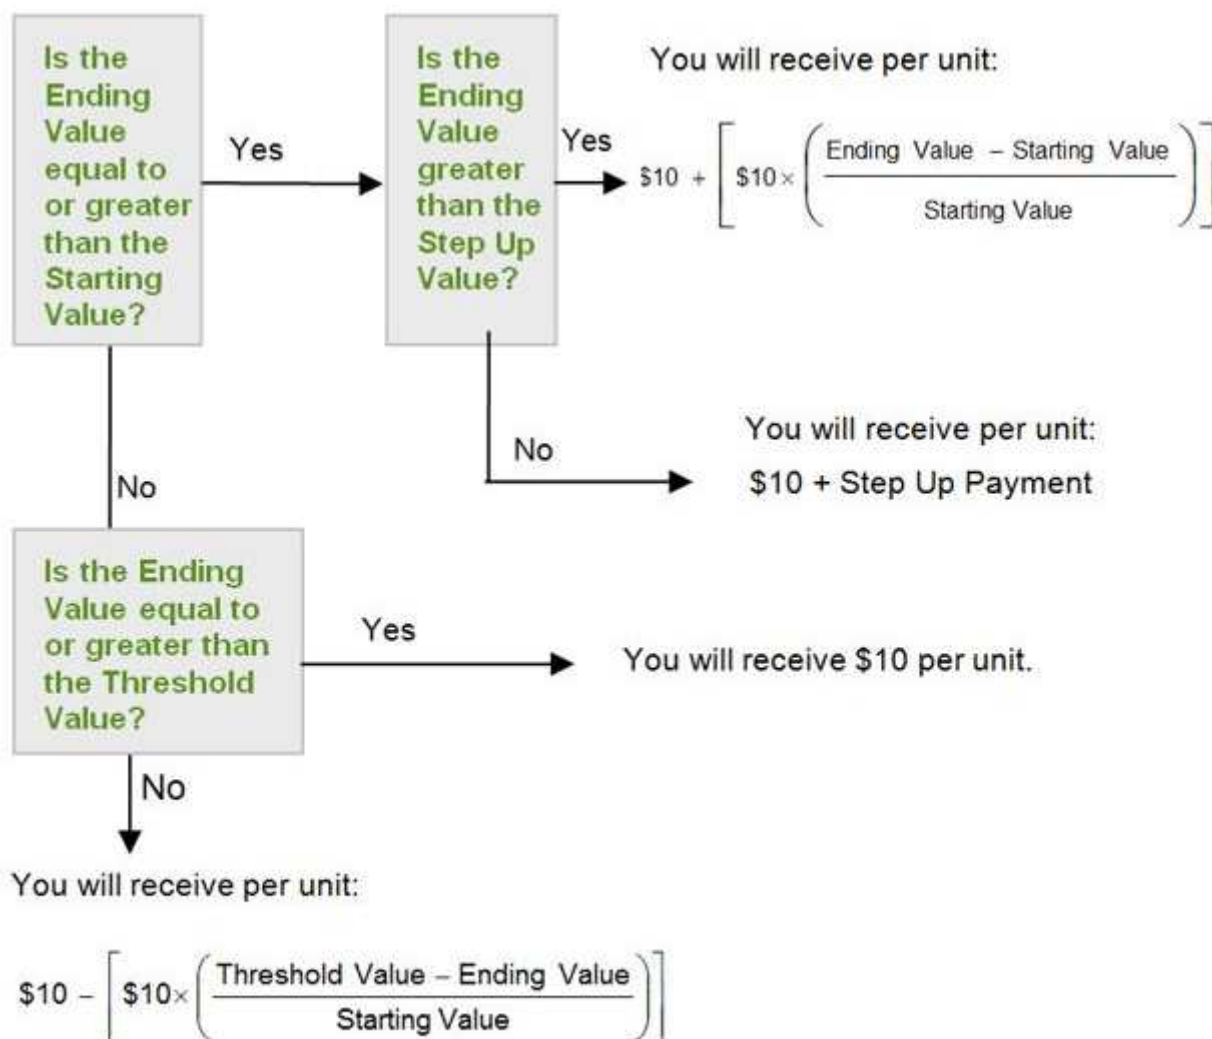 Is the
Ending
Value
equal to
or greater
than the
Starting
Value?
Yes
Is the
Ending
Value
greater
than the
Step Up
Value?
Yes
You will receive per unit:
$10 + [ $10 × ( Ending Value – Starting Value
Starting Value ) ]
No
You will receive per unit:
$10 + Step Up Payment
No
Is the Ending
Value equal to
or greater than
the Threshold
Value?
Yes
You will receive $10 per unit.
No
You will receive per unit:
$10 – [ $10× ( Threshold Value – Ending Value
Starting Value ) ]